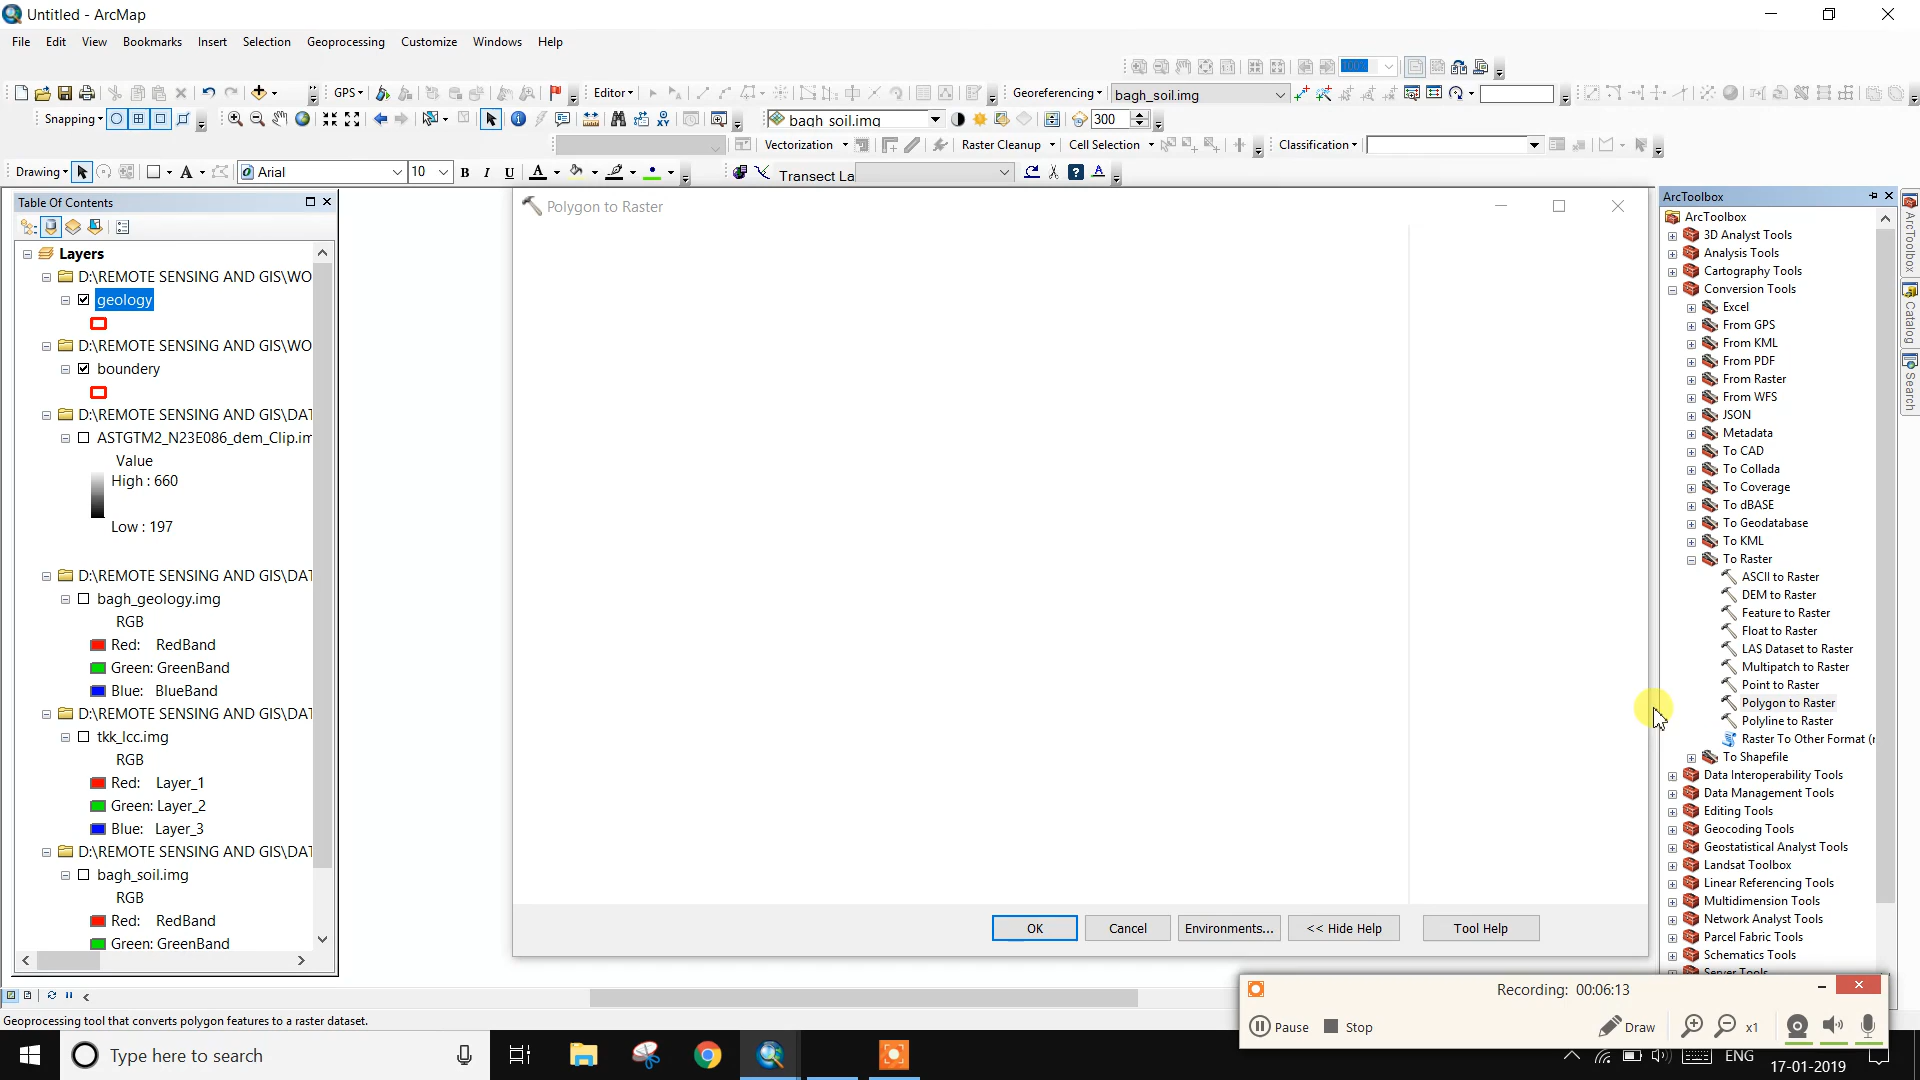 Untitled - ArcMap
File Edit View Bookmarks Insert Selection Geoprocessing Customize Windows Help
100%
GPS Editor Georeferencing bagh_soil.img
Snapping bagh_soil.img 300
Vectorization Raster Cleanup Cell Selection Classification
Drawing A Arial 10 B I U A Transect La
Table Of Contents
Layers
D:\REMOTE SENSING AND GIS\WO
geology
D:\REMOTE SENSING AND GIS\WO
boundery
D:\REMOTE SENSING AND GIS\DAT
ASTGTM2_N23E086_dem_Clip.im
Value
High : 660
Low : 197
D:\REMOTE SENSING AND GIS\DAT
bagh_geology.img
RGB
Red: RedBand
Green: GreenBand
Blue: BlueBand
D:\REMOTE SENSING AND GIS\DAT
tkk_lcc.img
RGB
Red: Layer_1
Green: Layer_2
Blue: Layer_3
D:\REMOTE SENSING AND GIS\DAT
bagh_soil.img
RGB
Red: RedBand
Green: GreenBand
Polygon to Raster
OK Cancel Environments... << Hide Help Tool Help
ArcToolbox
ArcToolbox
3D Analyst Tools
Analysis Tools
Cartography Tools
Conversion Tools
Excel
From GPS
From KML
From PDF
From Raster
From WFS
JSON
Metadata
To CAD
To Collada
To Coverage
To dBASE
To Geodatabase
To KML
To Raster
ASCII to Raster
DEM to Raster
Feature to Raster
Float to Raster
LAS Dataset to Raster
Multipatch to Raster
Point to Raster
Polygon to Raster
Polyline to Raster
Raster To Other Format (
To Shapefile
Data Interoperability Tools
Data Management Tools
Editing Tools
Geocoding Tools
Geostatistical Analyst Tools
Landsat Toolbox
Linear Referencing Tools
Multidimension Tools
Network Analyst Tools
Parcel Fabric Tools
Schematics Tools
Server Tools
ArcToolbox
Catalog
Search
Geoprocessing tool that converts polygon features to a raster dataset.
Recording: 00:06:13
Pause Stop Draw x1
Type here to search
ENG
17-01-2019